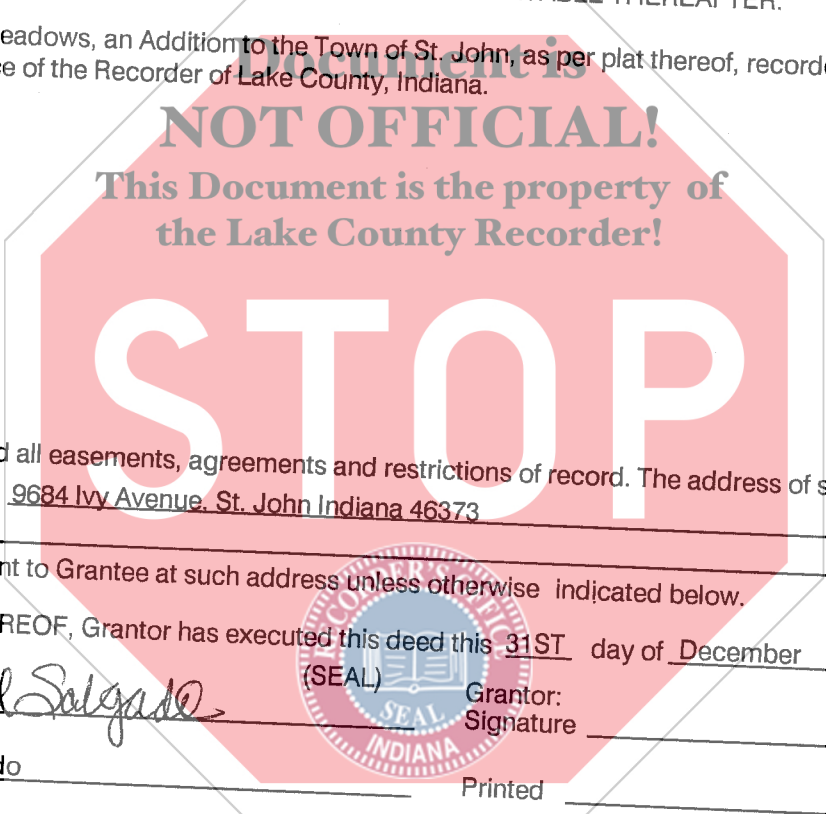 TABLE THEREAFTER.
eadows, an Addition to the Town of St. John, as per plat thereof, recorde
e of the Recorder of Lake County, Indiana.
Document is
NOT OFFICIAL!
This Document is the property of
the Lake County Recorder!
STOP
d all easements, agreements and restrictions of record. The address of s
9684 Ivy Avenue, St. John Indiana 46373
nt to Grantee at such address unless otherwise indicated below.
REOF, Grantor has executed this deed this 31ST day of December
(SEAL)
Grantor:
l Salgado
Signature
do
Printed
RECORDER'S OFFICE
SEAL
INDIANA